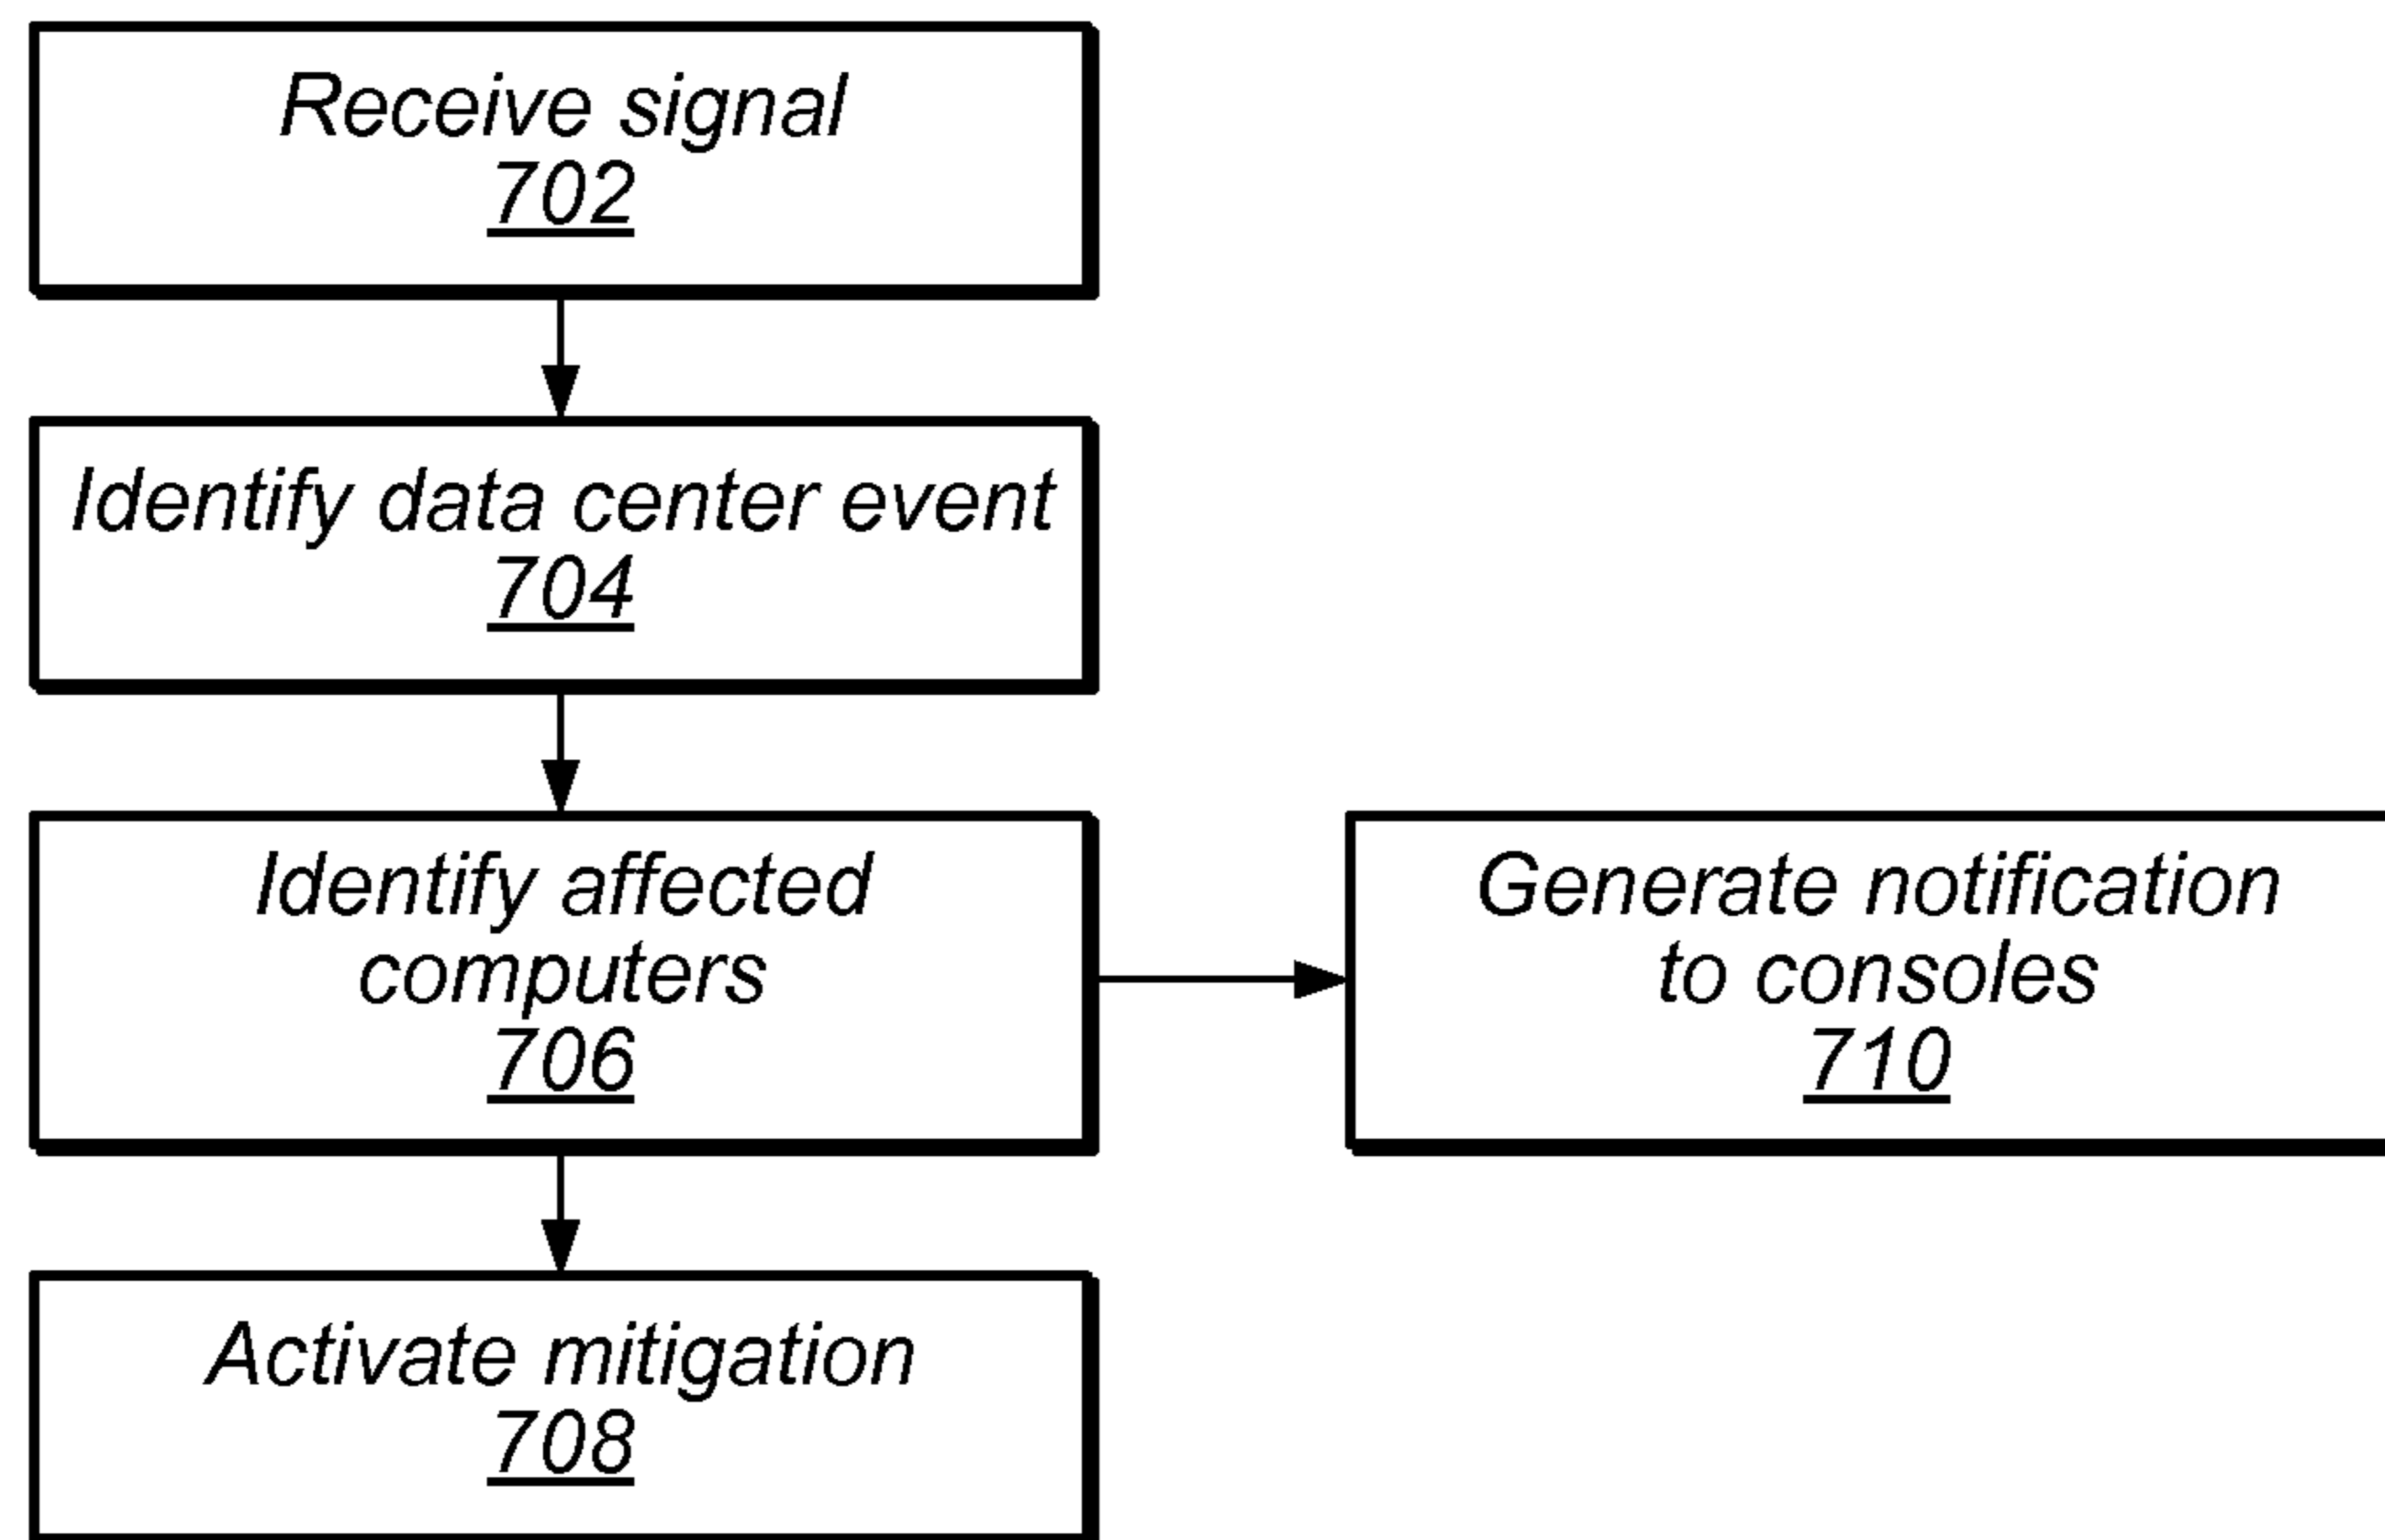 Receive signal
702
Identify data center event
704
Identify affected
computers
706
Generate notification
to consoles
710
Activate mitigation
708